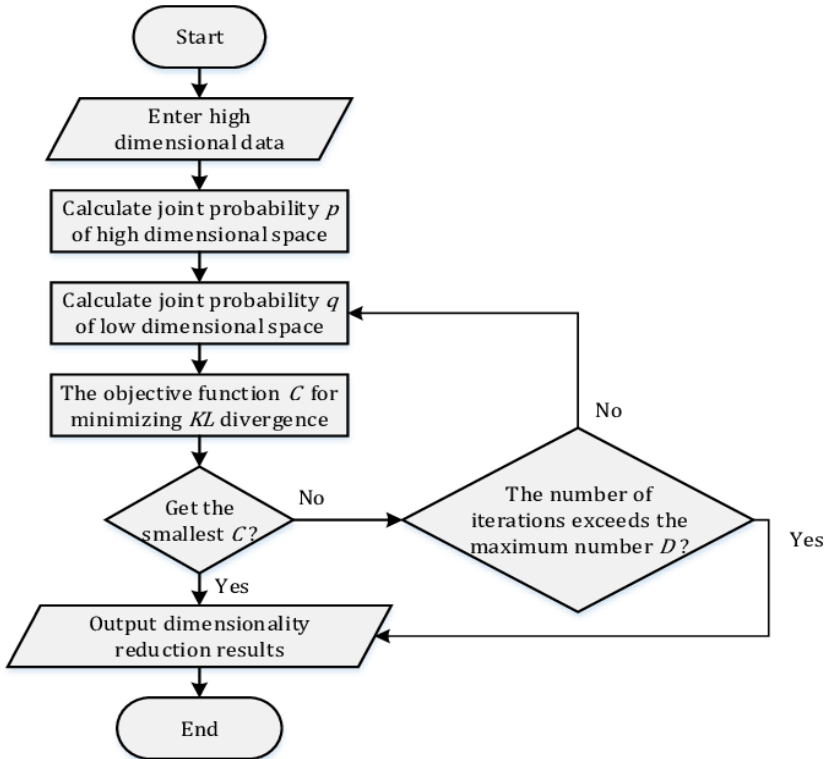 Start
Enter high
dimensional data
Calculate joint probability p
of high dimensional space
Calculate joint probability q
of low dimensional space
The objective function C for
minimizing KL divergence
No
Get the
smallest C?
No
The number of
iterations exceeds the
maximum number D?
Yes
Yes
Output dimensionality
reduction results
End